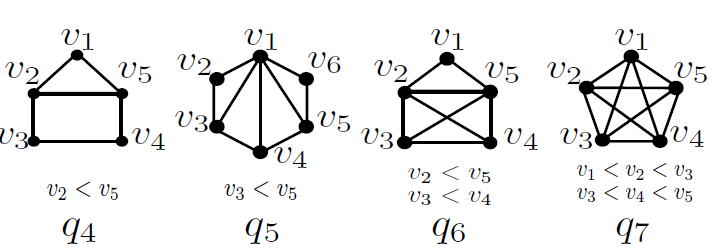 v1
v2 v5
v3 v4
v2 < v5
q4
v1
v2 v6
v3 v5
v4
v3 < v5
q5
v1
v2 v5
v3 v4
v2 < v5
v3 < v4
q6
v1
v2 v5
v3 v4
v1 < v2 < v3
v3 < v4 < v5
q7